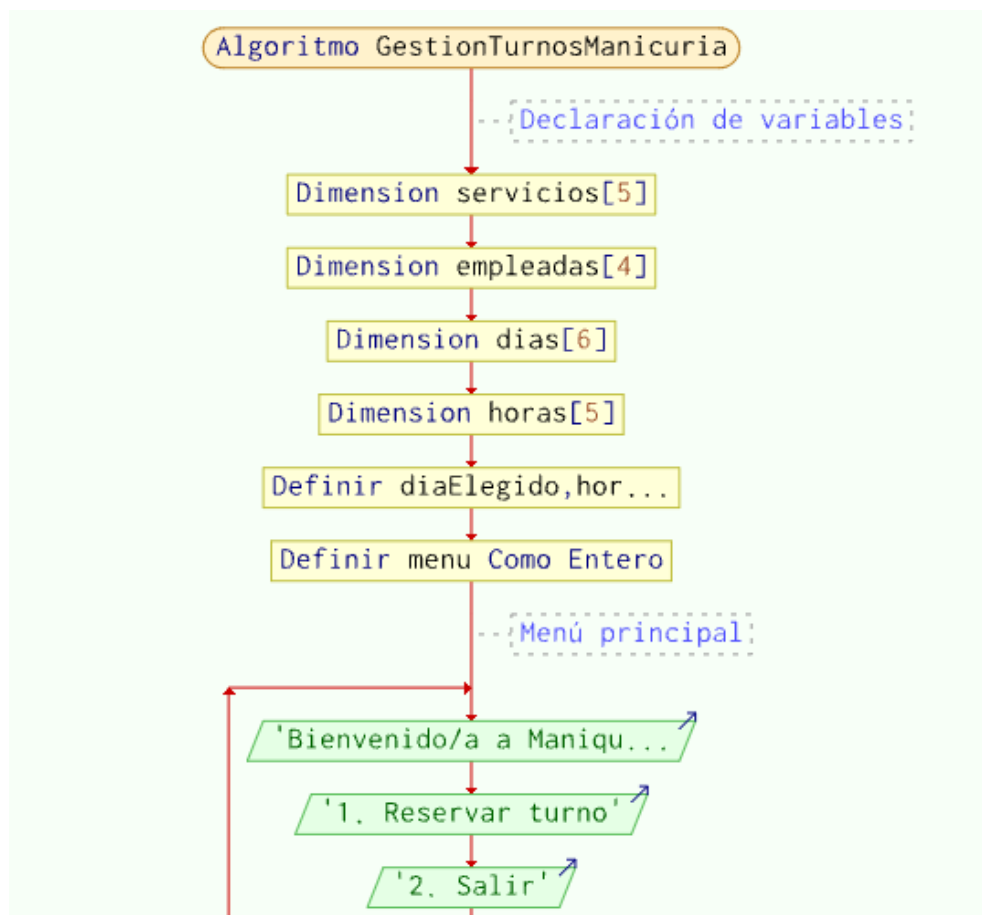 Algoritmo GestionTurnosManicuria
Declaración de variables
Dimension servicios[5]
Dimension empleadas[4]
Dimension dias[6]
Dimension horas[5]
Definir diaElegido,hor...
Definir menu Como Entero
Menú principal
'Bienvenido/a a Maniqu...
'1. Reservar turno'
'2. Salir'